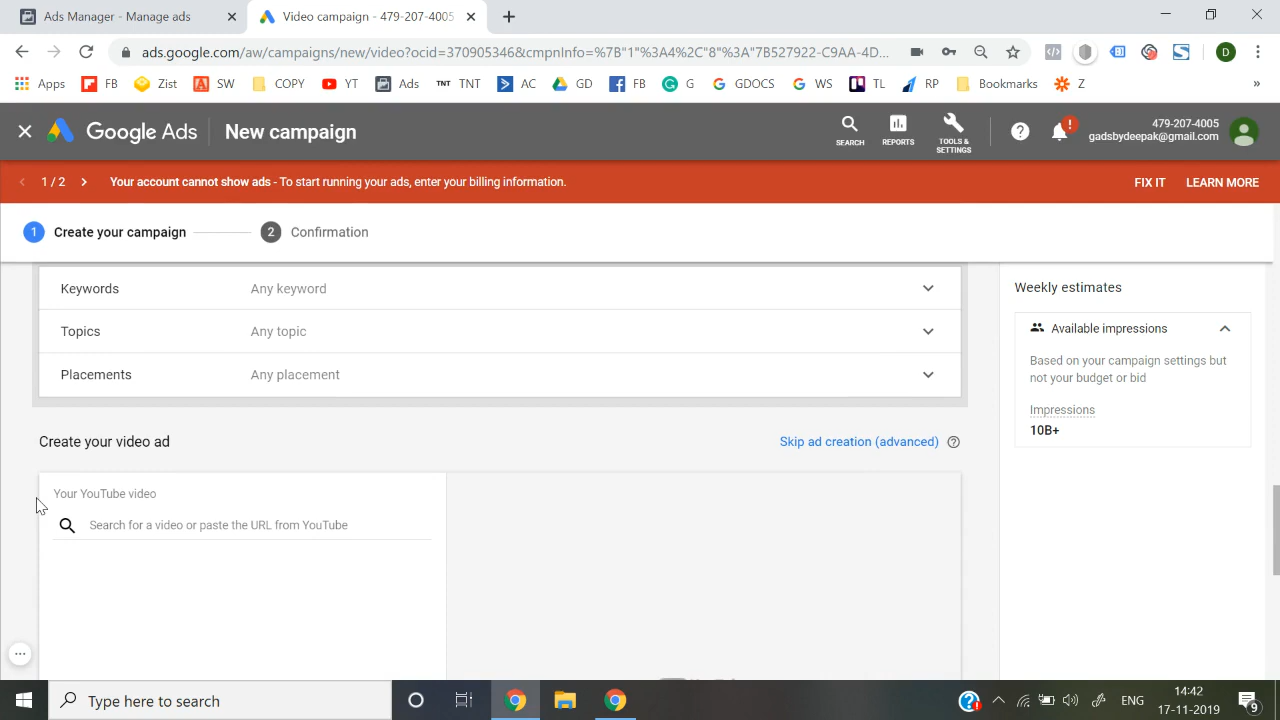 Ads Manager - Manage ads
Video campaign - 479-207-4005
ads.google.com/aw/campaigns/new/video?ocid=370905346&cmpnInfo=%7B"1"%3A4%2C"8"%3A"7B527922-C9AA-4D...
Apps FB Zist SW COPY YT Ads TNT TNT AC GD FB G GDOCS WS TL RP Bookmarks Z »
Google Ads New campaign
SEARCH
REPORTS
TOOLS &
SETTINGS
479-207-4005
gadsbydeepak@gmail.com
1 / 2 Your account cannot show ads - To start running your ads, enter your billing information. FIX IT LEARN MORE
1 Create your campaign 2 Confirmation
Keywords Any keyword
Topics Any topic
Placements Any placement
Create your video ad Skip ad creation (advanced)
Your YouTube video
Search for a video or paste the URL from YouTube
Weekly estimates
Available impressions
Based on your campaign settings but
not your budget or bid
Impressions
10B+
Type here to search
ENG
14:42
17-11-2019
9